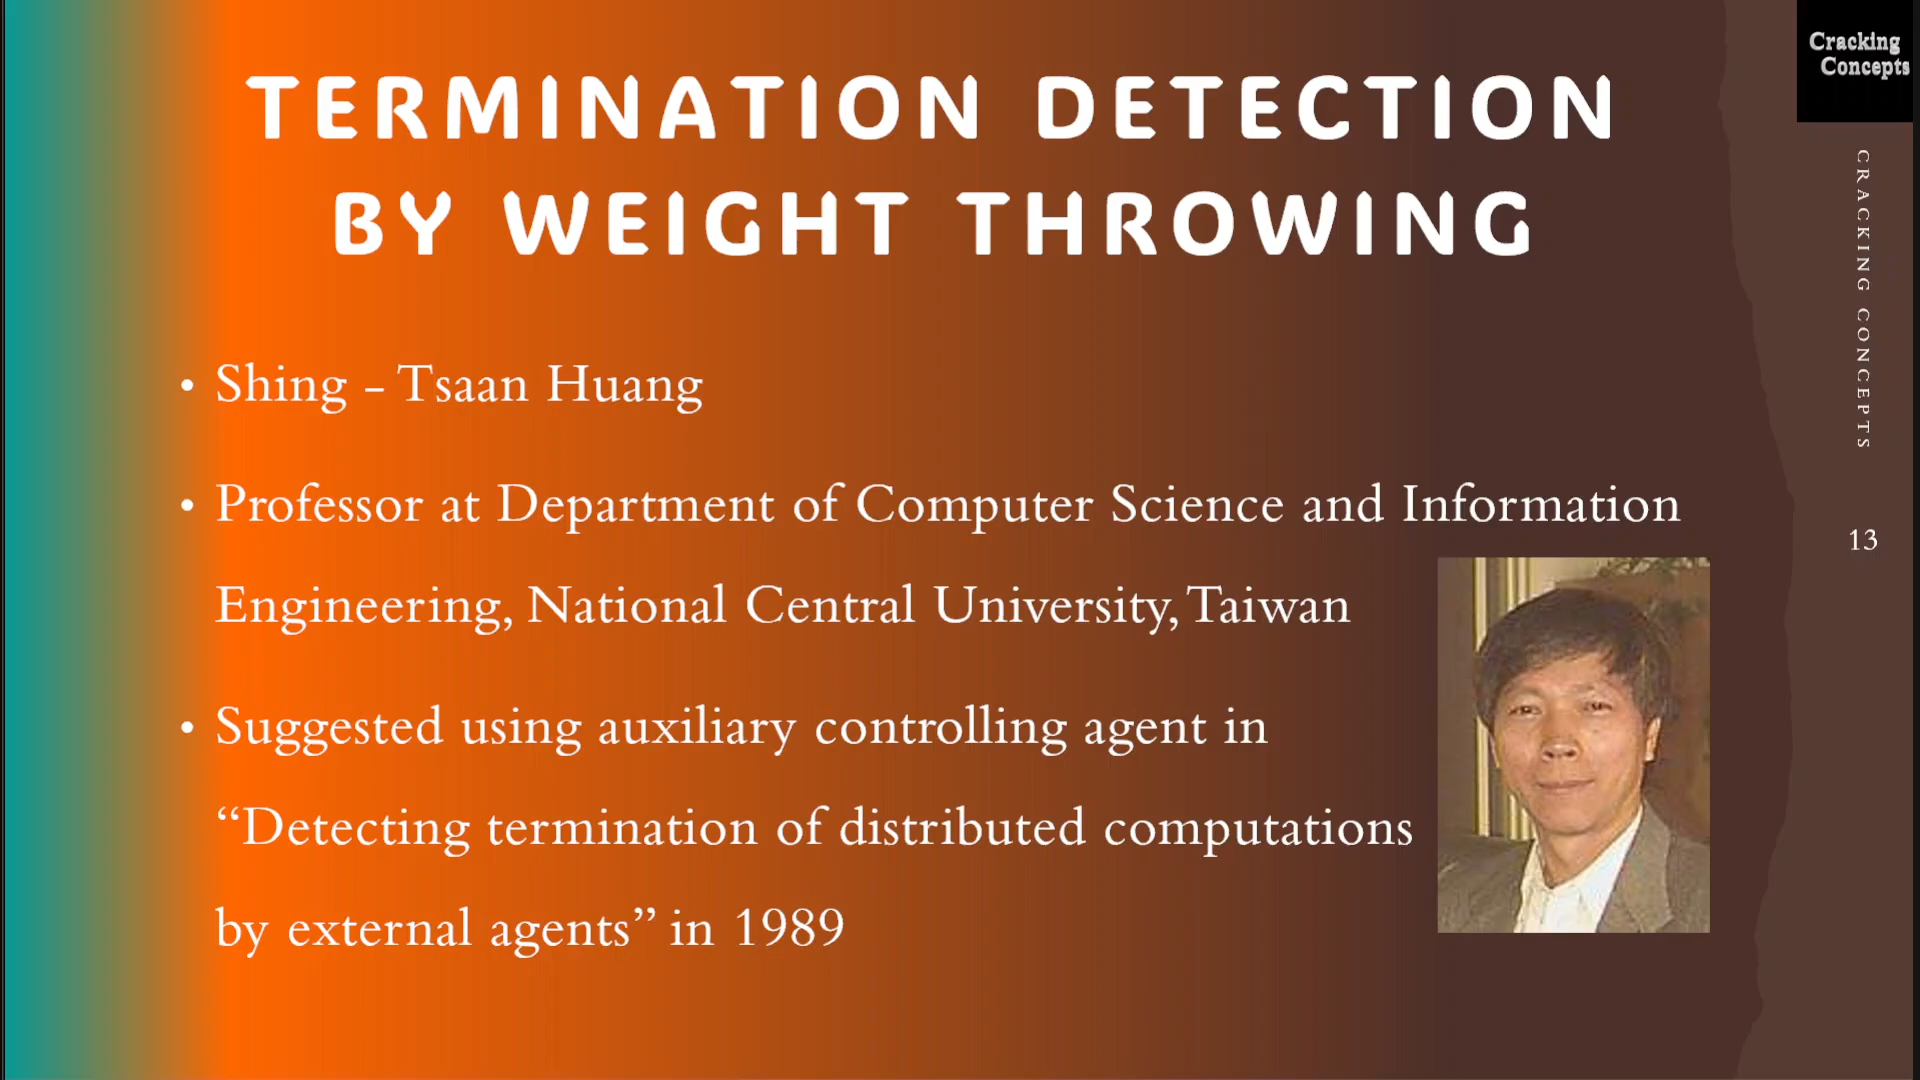 TERMINATION DETECTION
BY WEIGHT THROWING
• Shing – Tsaan Huang
• Professor at Department of Computer Science and Information
Engineering, National Central University, Taiwan
• Suggested using auxiliary controlling agent in
“Detecting termination of distributed computations
by external agents” in 1989
Cracking
Concepts
CRACKING CONCEPTS
13